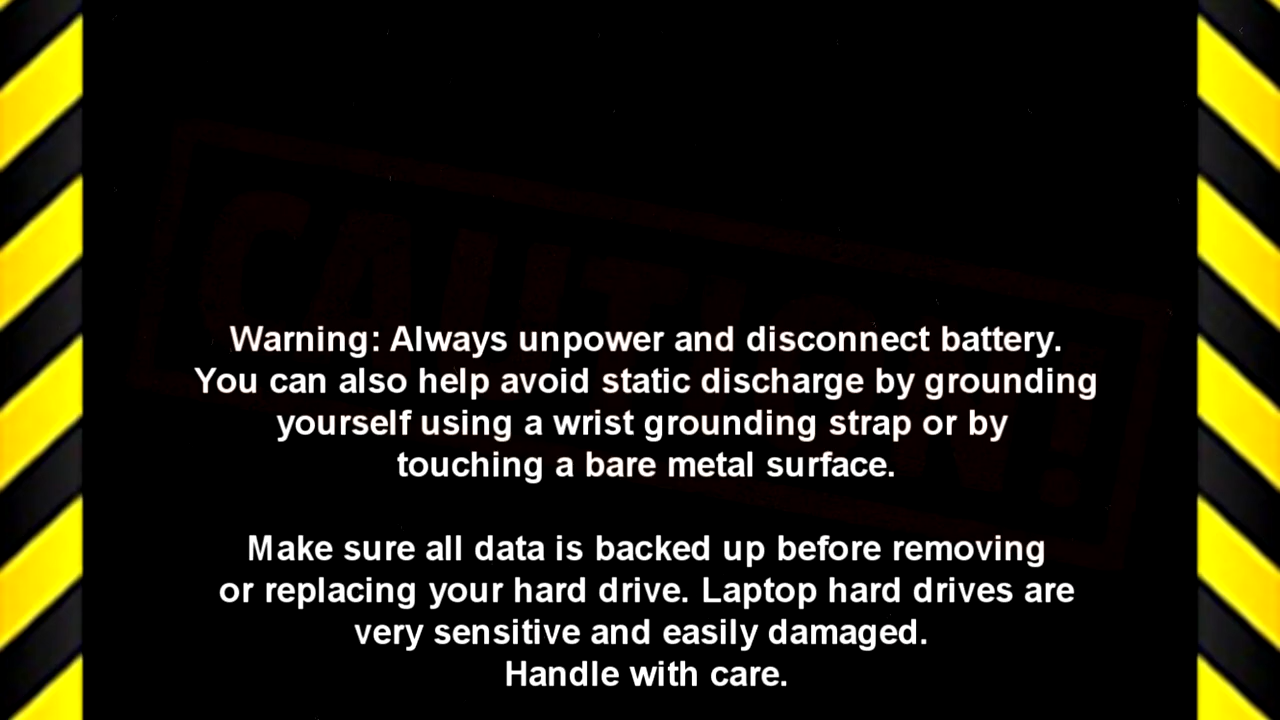 CAUTION!
Warning: Always unpower and disconnect battery.
You can also help avoid static discharge by grounding
yourself using a wrist grounding strap or by
touching a bare metal surface.
Make sure all data is backed up before removing
or replacing your hard drive. Laptop hard drives are
very sensitive and easily damaged.
Handle with care.